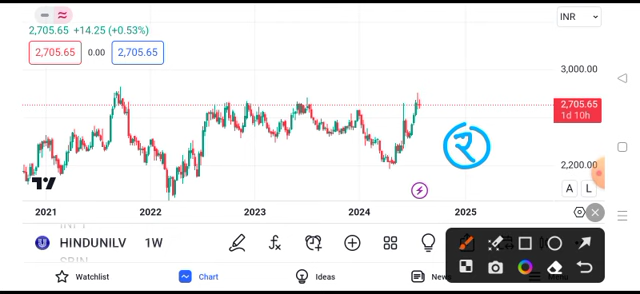 2,705.65 +14.25 (+0.53%)
INR
2,705.65 0.00 2,705.65
3,000.00
2,705.65
1d 10h
2,200.00
र
A L
2021 2022 2023 2024 2025
HINDUNILV 1W
Watchlist Chart Ideas News